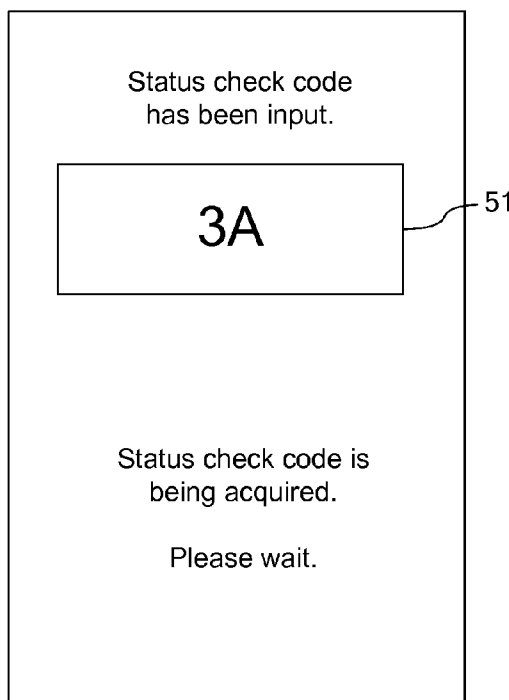 Status check code
has been input.
3A
51
Status check code is
being acquired.
Please wait.